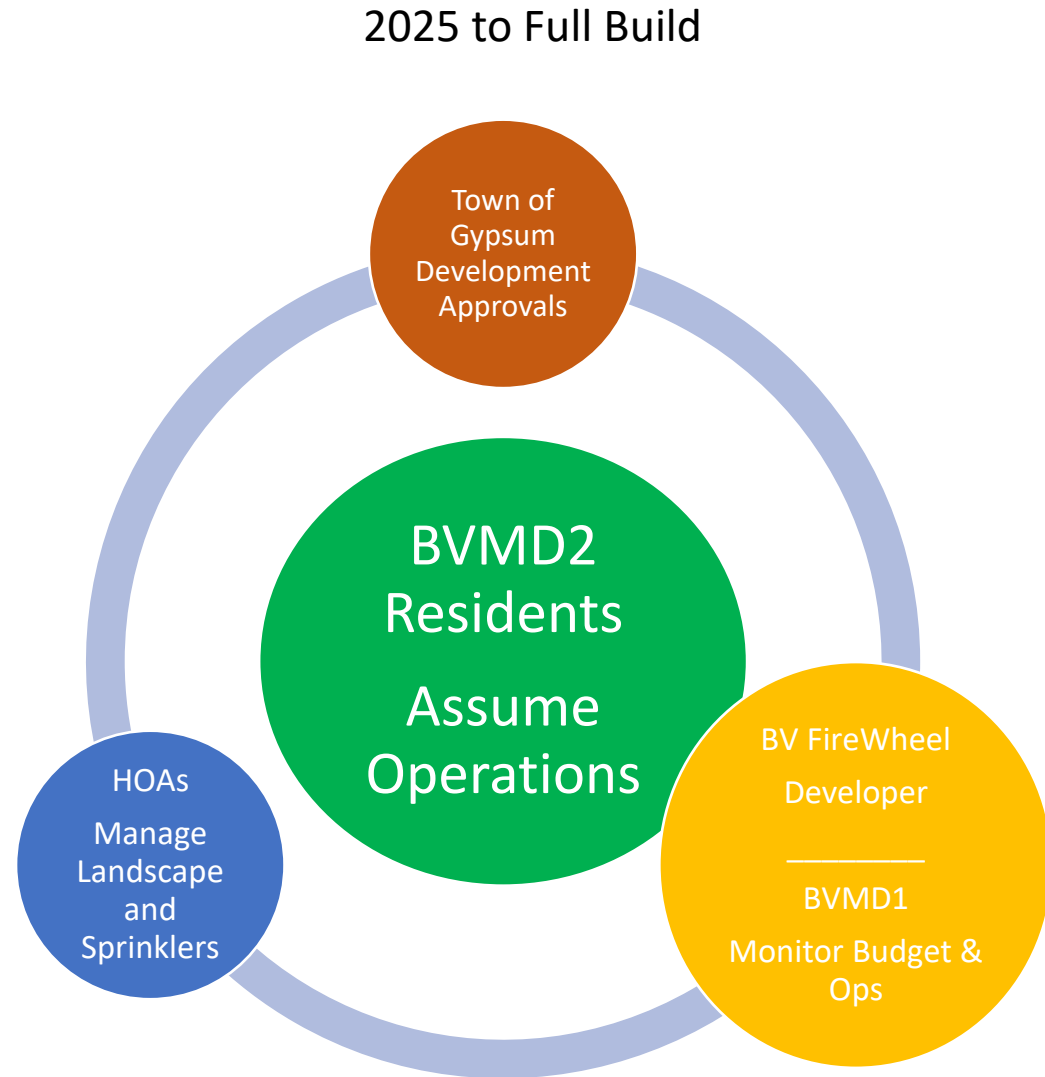 2025 to Full Build
Town of
Gypsum
Development
Approvals
BVMD2
Residents
Assume
Operations
BV FireWheel
Developer
_________
BVMD1
Monitor Budget &
Ops
HOAs
Manage
Landscape
and
Sprinklers